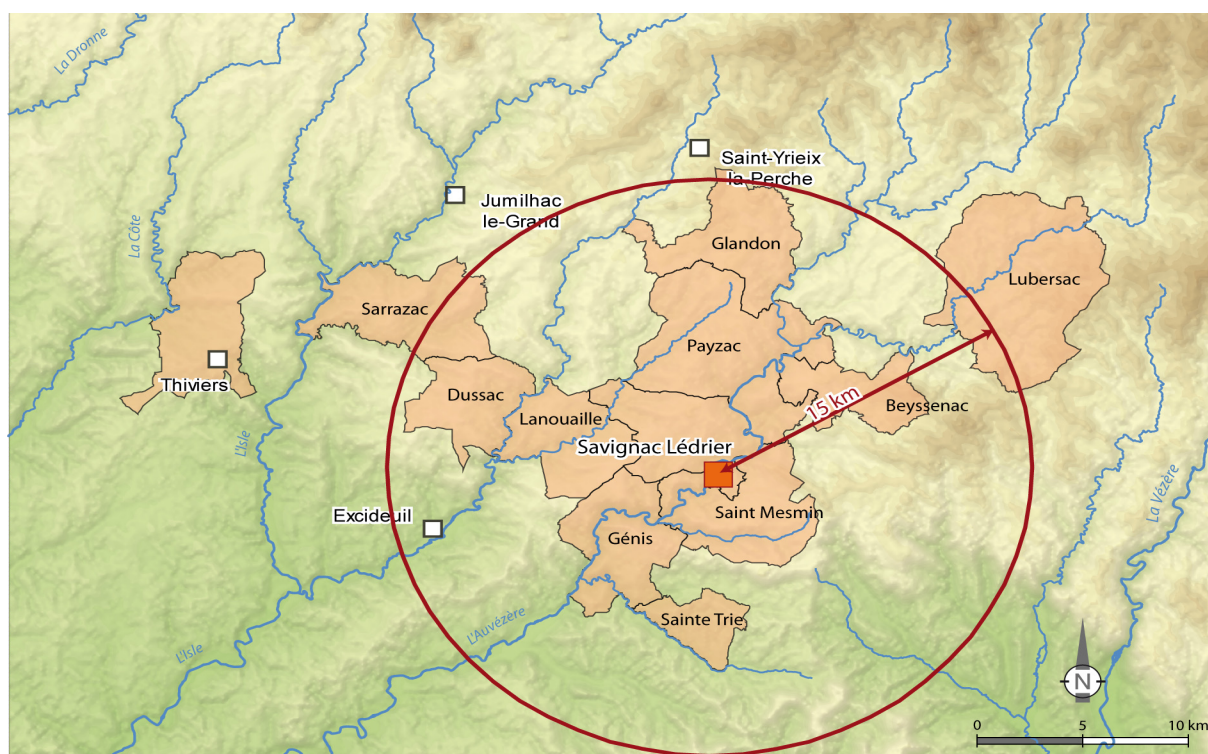 La Dronne
Saint-Yrieix
la-Perche
Jumilhac
le-Grand
La Côte
Glandon
Lubersac
Sarrazac
Payzac
Thiviers
Dussac
Beyssenac
15 km
Lanouaille
L'Isle
Savignac Lédrier
La Vézère
Excideuil
Saint Mesmin
Génis
Sainte Trie
L'Auvézère
L'Isle
N
0 5 10 km